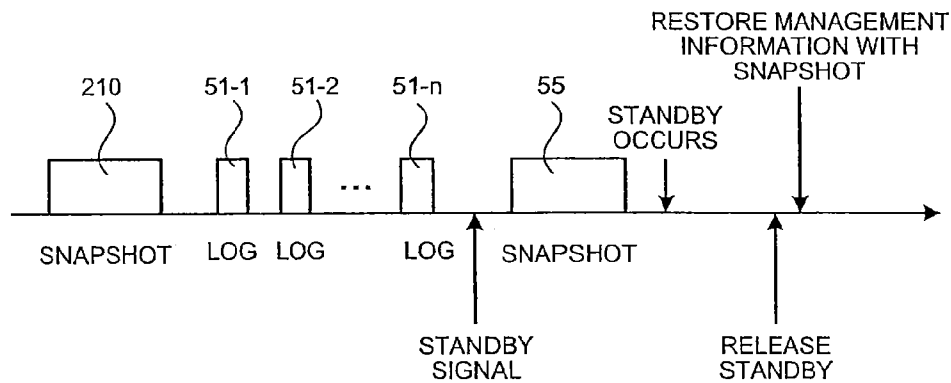 RESTORE MANAGEMENT
INFORMATION WITH
SNAPSHOT
210
51-1
51-2
51-n
55
STANDBY
OCCURS
...
SNAPSHOT
LOG
LOG
LOG
SNAPSHOT
STANDBY
SIGNAL
RELEASE
STANDBY